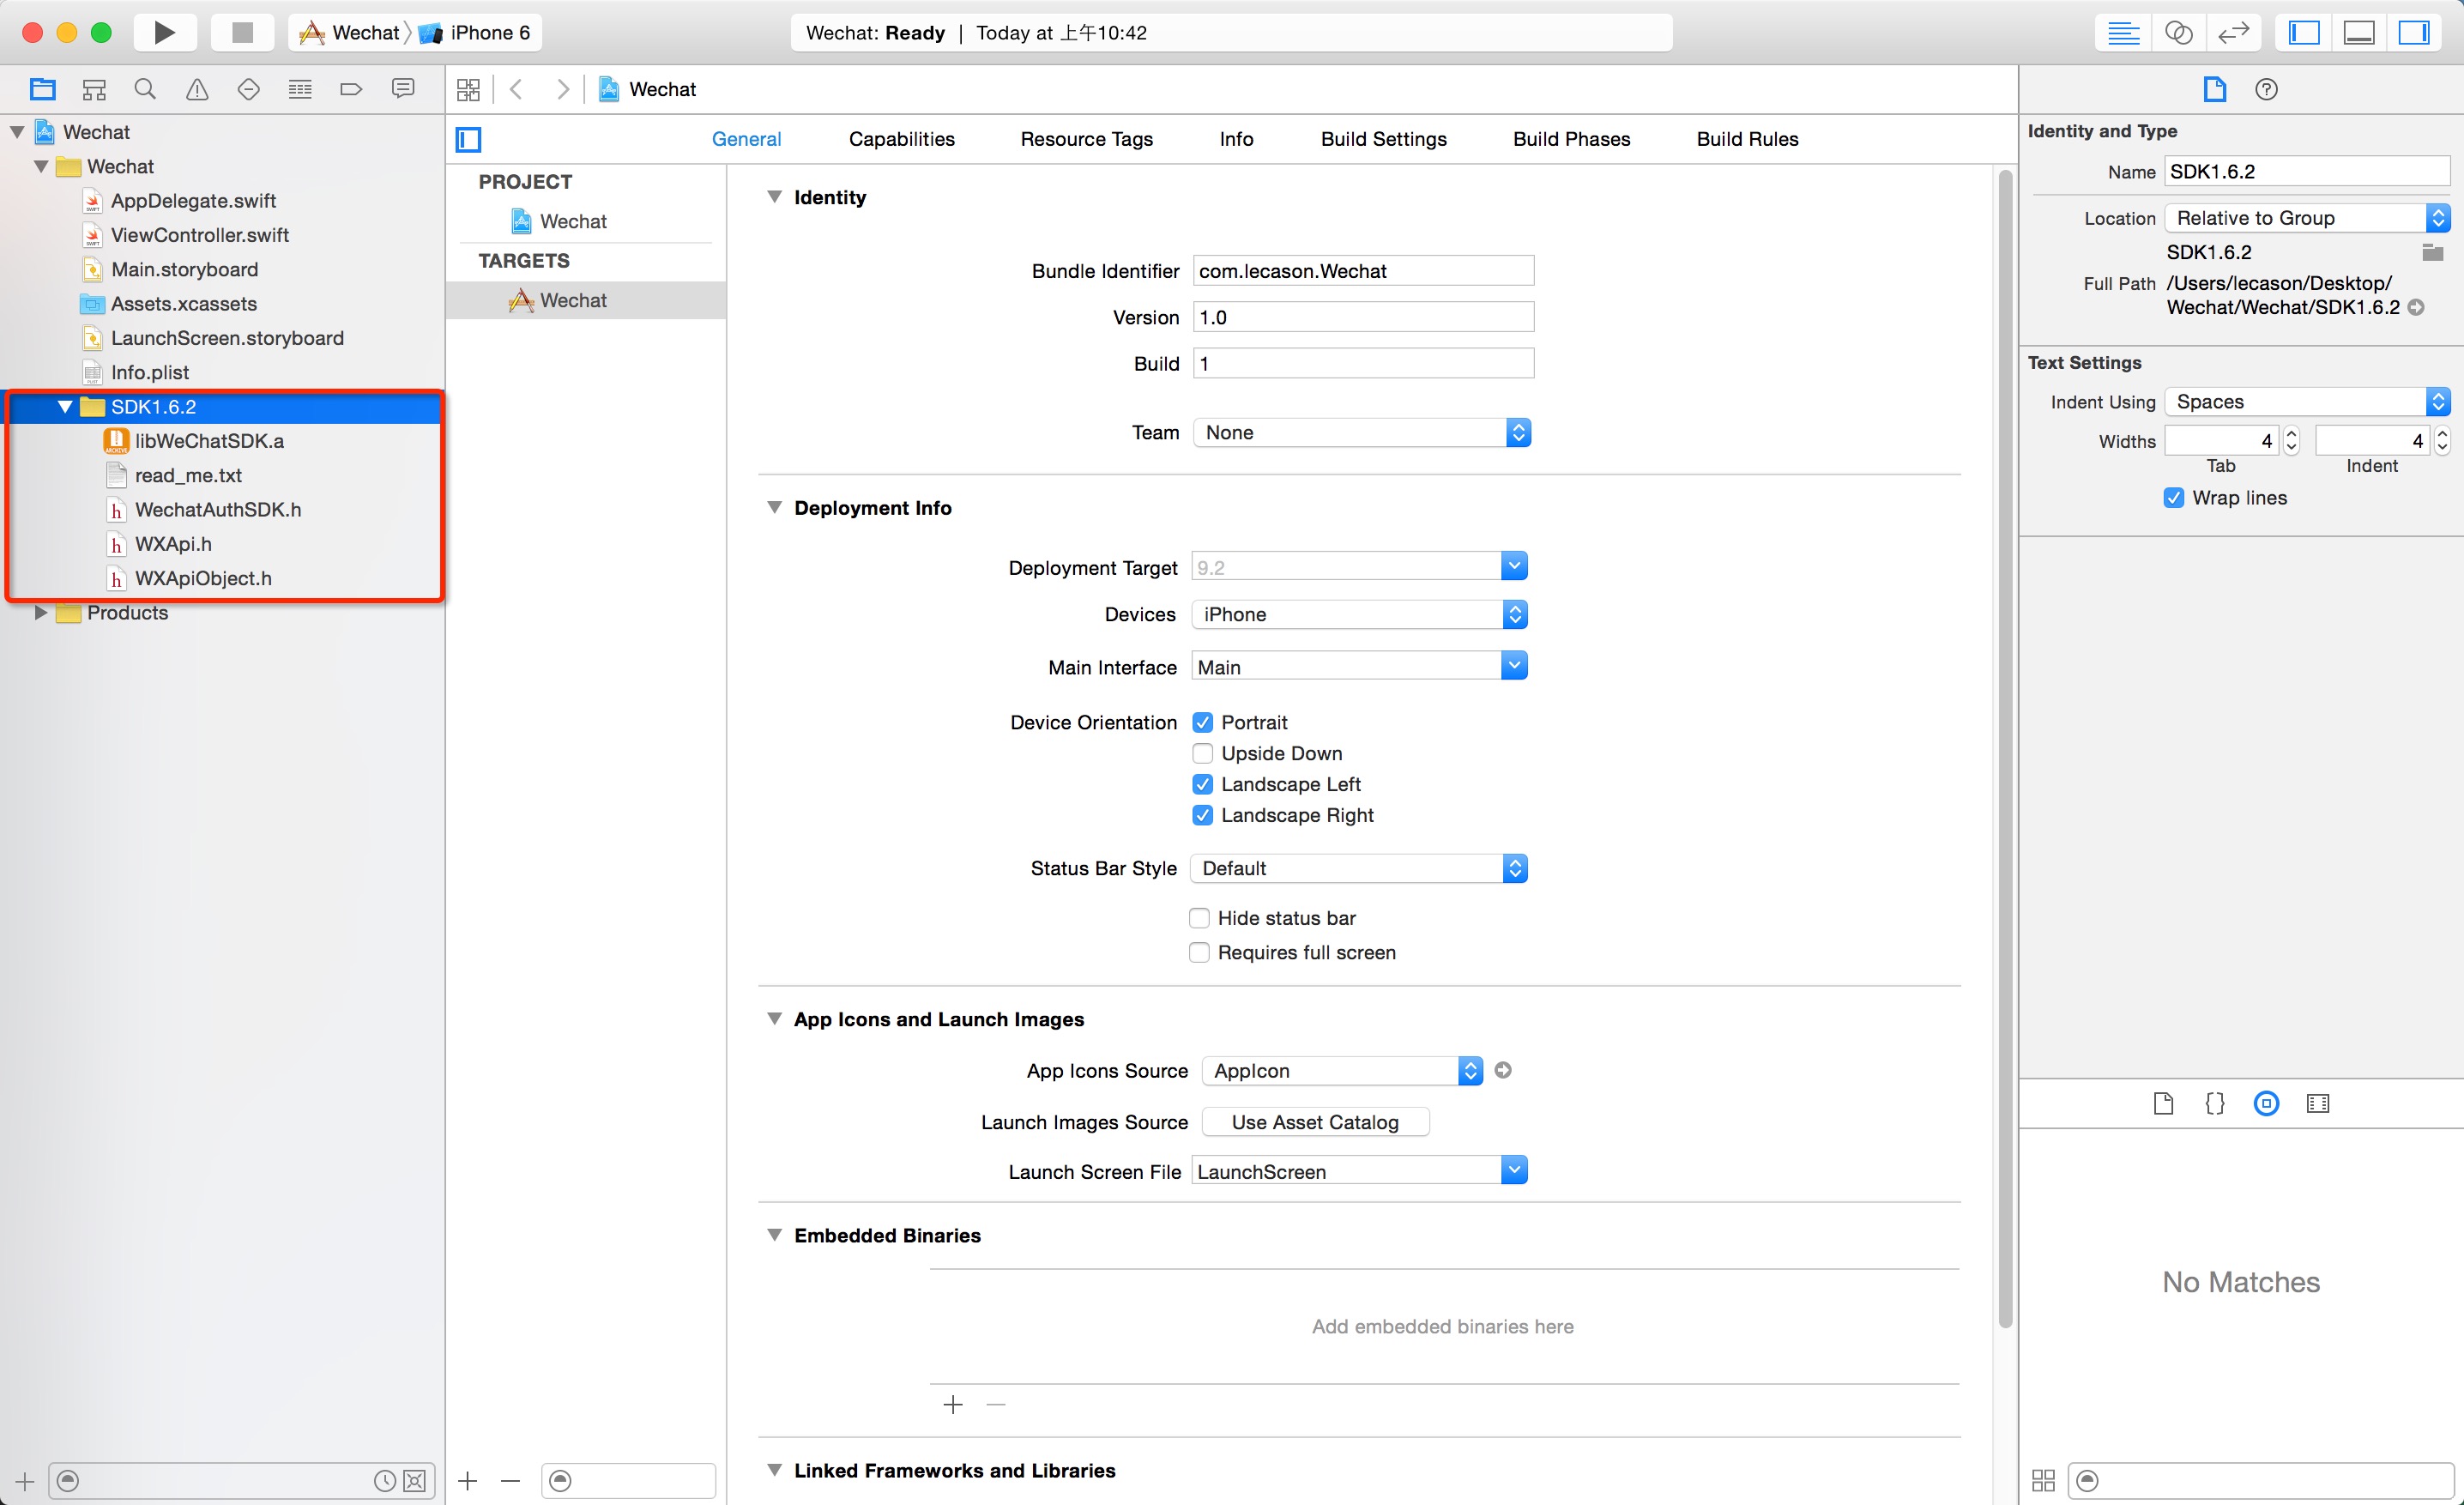 Wechat iPhone 6
Wechat: Ready | Today at 上午10:42
Wechat
Wechat
AppDelegate.swift
ViewController.swift
Main.storyboard
Assets.xcassets
LaunchScreen.storyboard
Info.plist
SDK1.6.2
libWeChatSDK.a
read_me.txt
WechatAuthSDK.h
WXApi.h
WXApiObject.h
Products
Wechat
General Capabilities Resource Tags Info Build Settings Build Phases Build Rules
PROJECT
Wechat
TARGETS
Wechat
Identity
Bundle Identifier com.lecason.Wechat
Version 1.0
Build 1
Team None
Deployment Info
Deployment Target 9.2
Devices iPhone
Main Interface Main
Device Orientation Portrait
Upside Down
Landscape Left
Landscape Right
Status Bar Style Default
Hide status bar
Requires full screen
App Icons and Launch Images
App Icons Source AppIcon
Launch Images Source Use Asset Catalog
Launch Screen File LaunchScreen
Embedded Binaries
Add embedded binaries here
Linked Frameworks and Libraries
Identity and Type
Name SDK1.6.2
Location Relative to Group
SDK1.6.2
Full Path /Users/lecason/Desktop/
Wechat/Wechat/SDK1.6.2
Text Settings
Indent Using Spaces
Widths 4 4
Tab Indent
Wrap lines
No Matches